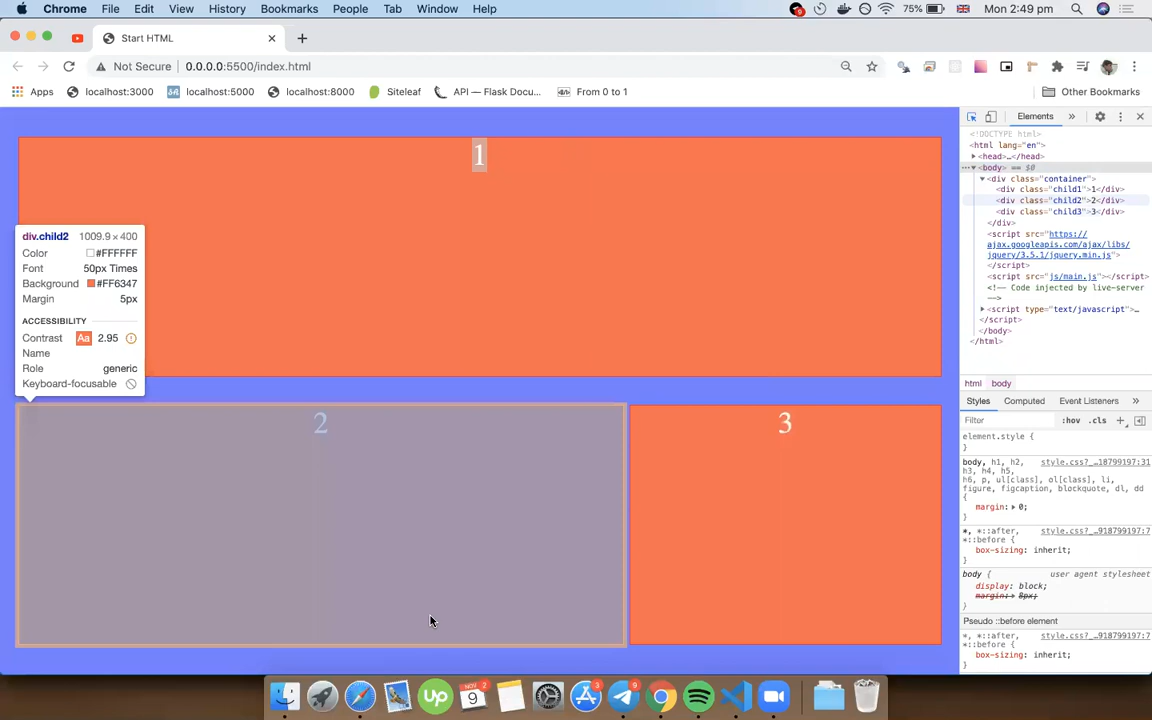 Chrome File Edit View History Bookmarks People Tab Window Help 9 75% Mon 2:49 pm
Start HTML
Not Secure 0.0.0.0:5500/index.html
Apps localhost:3000 localhost:5000 localhost:8000 Siteleaf API — Flask Docu... From 0 to 1 Other Bookmarks
1
div.child2 1009.9 × 400
Color #FFFFFF
Font 50px Times
Background #FF6347
Margin 5px
ACCESSIBILITY
Contrast Aa 2.95
Name
Role generic
Keyboard-focusable
2
3
Elements
<!DOCTYPE html>
<html lang="en">
<head>…</head>
<body> == $0
<div class="container">
<div class="child1">1</div>
<div class="child2">2</div>
<div class="child3">3</div>
</div>
<script src="https://
ajax.googleapis.com/ajax/libs/
jquery/3.5.1/jquery.min.js">
</script>
<script src="js/main.js"></script>
<!-- Code injected by live-server
-->
<script type="text/javascript">…
</script>
</body>
</html>
html body
Styles Computed Event Listeners
Filter :hov .cls
element.style {
}
body, h1, h2, style.css?_…18799197:31
h3, h4, h5,
h6, p, ul[class], ol[class], li,
figure, figcaption, blockquote, dl, dd
{
margin: 0;
}
*, *::after, style.css?_…918799197:7
*::before {
box-sizing: inherit;
}
body { user agent stylesheet
display: block;
margin: 8px;
}
Pseudo ::before element
*, *::after, style.css?_…918799197:7
*::before {
box-sizing: inherit;
}
Up NOV 9 2 3 9